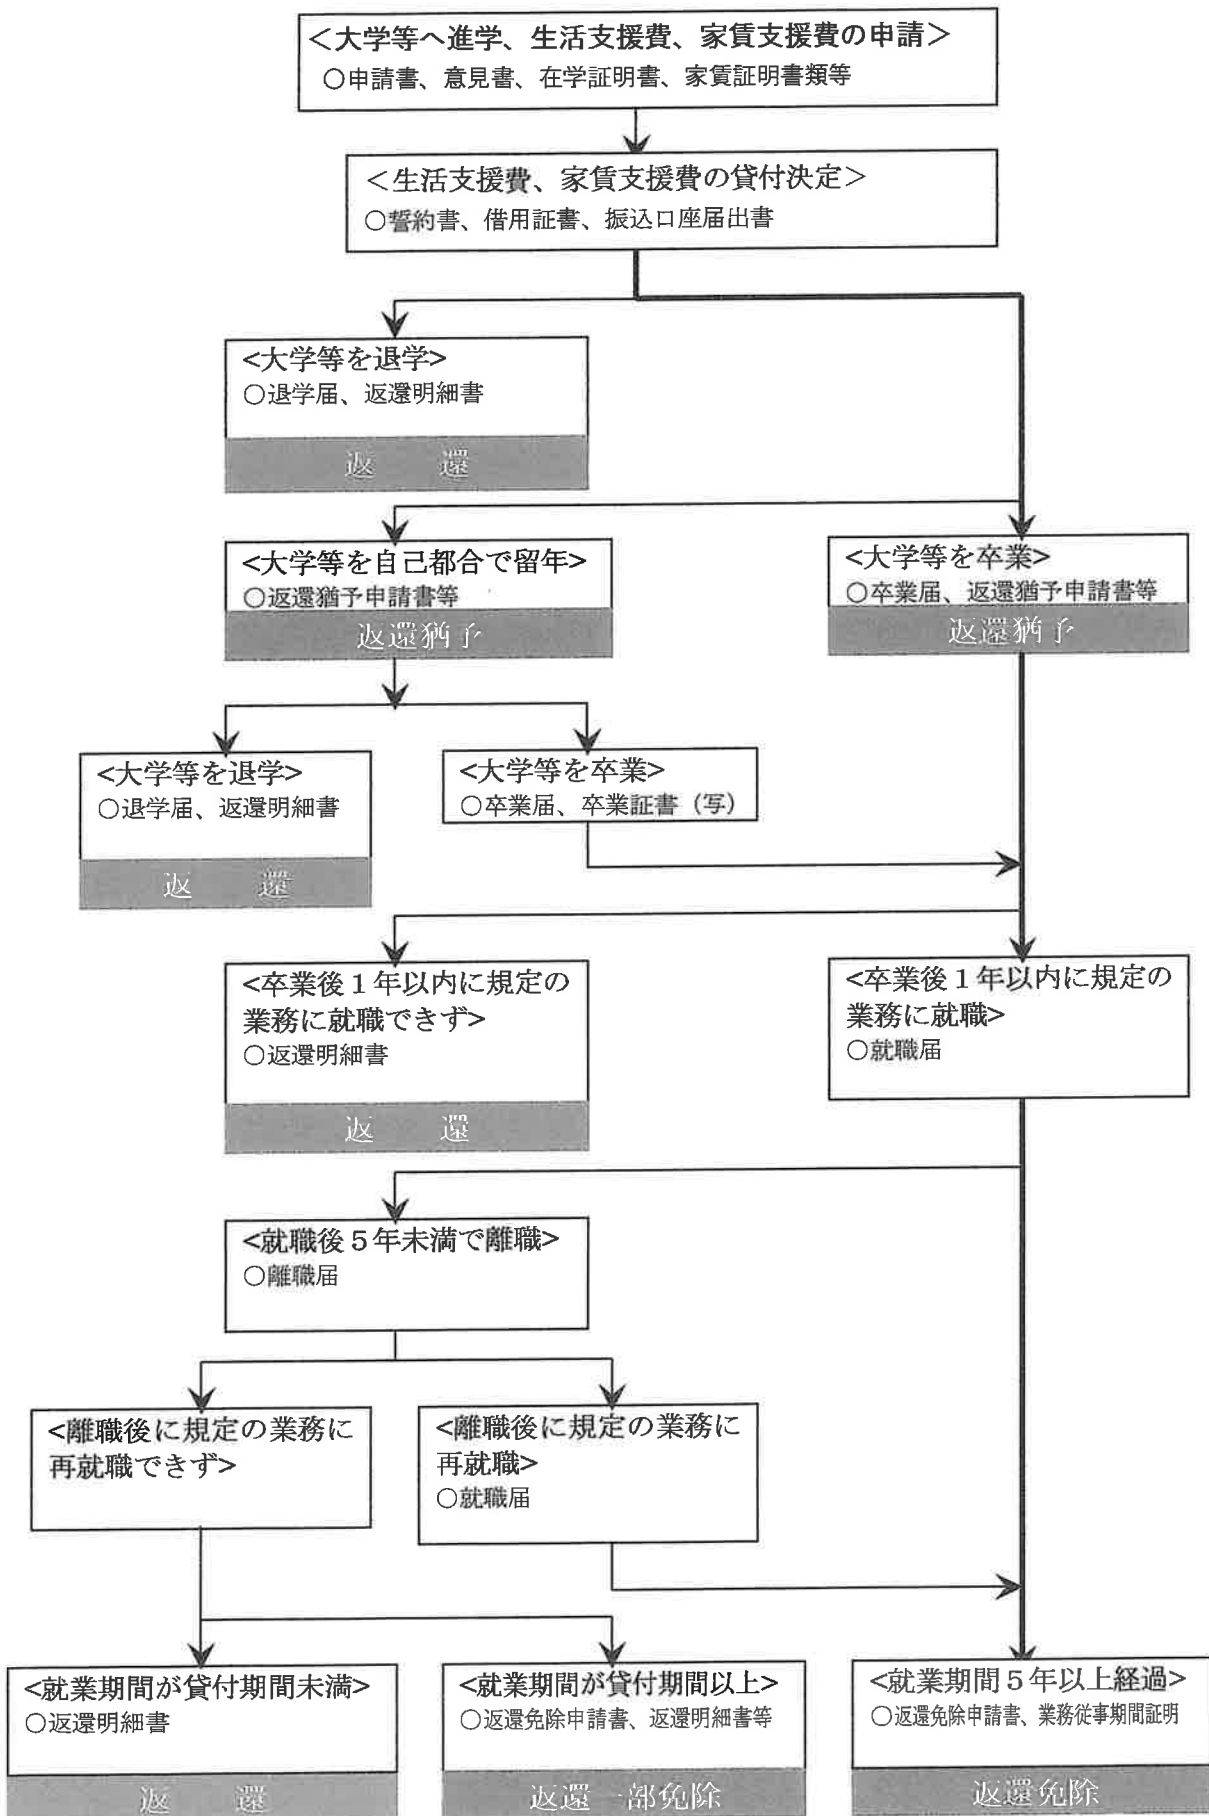 ＜大学等へ進学、生活支援費、家賃支援費の申請＞
○申請書、意見書、在学証明書、家賃証明書類等
＜生活支援費、家賃支援費の貸付決定＞
○誓約書、借用証書、振込口座届出書
<大学等を退学>
○退学届、返還明細書
返　還
<大学等を自己都合で留年>
○返還猶予申請書等
返還猶予
<大学等を卒業>
○卒業届、返還猶予申請書等
返還猶予
<大学等を退学>
○退学届、返還明細書
返　還
<大学等を卒業>
○卒業届、卒業証書（写）
<卒業後１年以内に規定の
業務に就職できず>
○返還明細書
返　還
<卒業後１年以内に規定の
業務に就職>
○就職届
<就職後５年未満で離職>
○離職届
<離職後に規定の業務に
再就職できず>
<離職後に規定の業務に
再就職>
○就職届
<就業期間が貸付期間未満>
○返還明細書
返　還
<就業期間が貸付期間以上>
○返還免除申請書、返還明細書等
返還一部免除
<就業期間５年以上経過>
○返還免除申請書、業務従事期間証明
返還免除